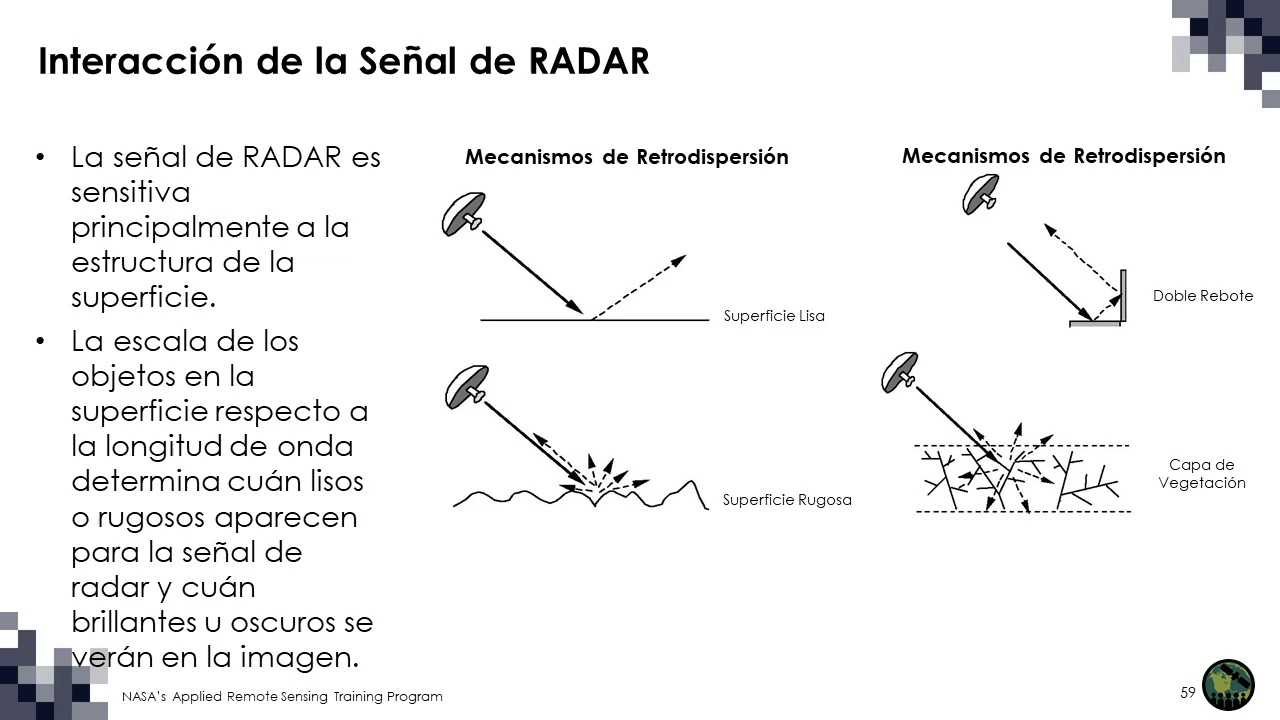 Interacción de la Señal de RADAR
• La señal de RADAR es
sensitiva
principalmente a la
estructura de la
superficie.
• La escala de los
objetos en la
superficie respecto a
la longitud de onda
determina cuán lisos
o rugosos aparecen
para la señal de
radar y cuán
brillantes u oscuros se
verán en la imagen.
Mecanismos de Retrodispersión
Superficie Lisa
Superficie Rugosa
Mecanismos de Retrodispersión
Doble Rebote
Capa de
Vegetación
NASA's Applied Remote Sensing Training Program
59